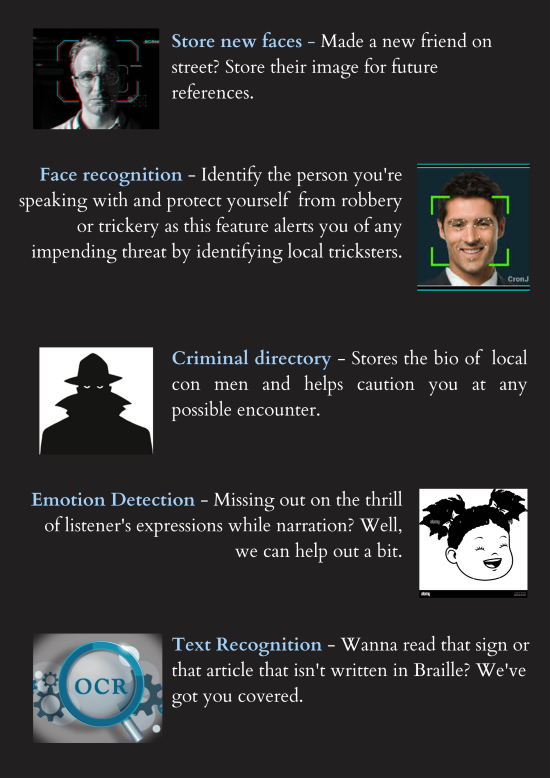 Store new faces - Made a new friend on
street? Store their image for future
references.
Face recognition - Identify the person you're
speaking with and protect yourself from robbery
or trickery as this feature alerts you of any
impending threat by identifying local tricksters.
CronJ
Criminal directory - Stores the bio of local
con men and helps caution you at any
possible encounter.
Emotion Detection - Missing out on the thrill
of listener's expressions while narration? Well,
we can help out a bit.
alamy
Text Recognition - Wanna read that sign or
that article that isn't written in Braille? We've
got you covered.
OCR